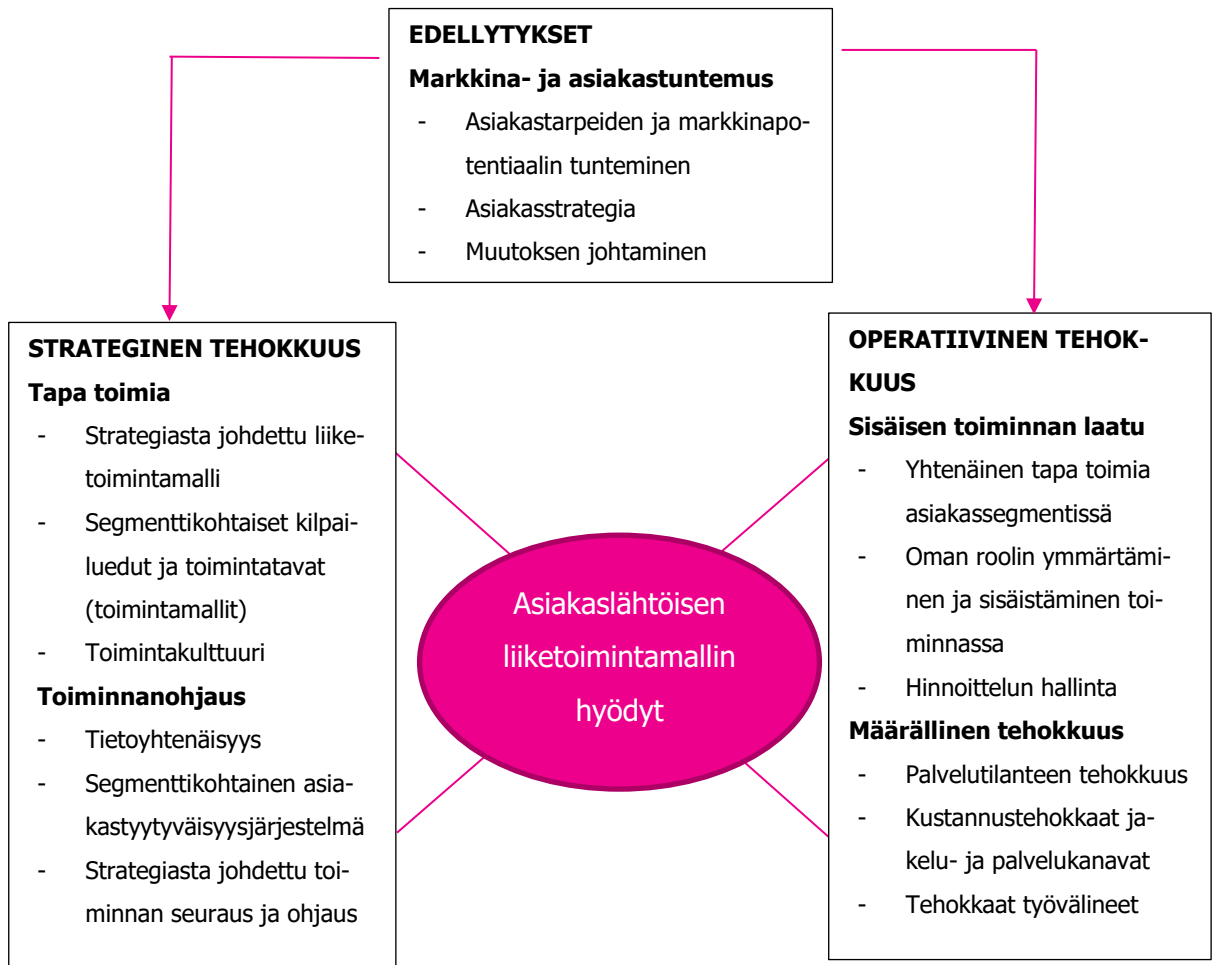 EDELLYTYKSET
Markkina- ja asiakastuntemus
- Asiakastarpeiden ja markkinapo-
tentiaalin tunteminen
- Asiakasstrategia
- Muutoksen johtaminen
STRATEGINEN TEHOKKUUS
Tapa toimia
- Strategiasta johdettu liike-
toimintamalli
- Segmenttikohtaiset kilpai-
luedut ja toimintatavat
(toimintamallit)
- Toimintakulttuuri
Toiminnanohjaus
- Tietoyhtenäisyys
- Segmenttikohtainen asia-
kastyytyväisyysjärjestelmä
- Strategiasta johdettu toi-
minnan seuraus ja ohjaus
Asiakaslähtöisen
liiketoimintamallin
hyödyt
OPERATIIVINEN TEHOK-
KUUS
Sisäisen toiminnan laatu
- Yhtenäinen tapa toimia
asiakassegmentissä
- Oman roolin ymmärtämi-
nen ja sisäistäminen toi-
minnassa
- Hinnoittelun hallinta
Määrällinen tehokkuus
- Palvelutilanteen tehokkuus
- Kustannustehokkaat ja-
kelu- ja palvelukanavat
- Tehokkaat työvälineet